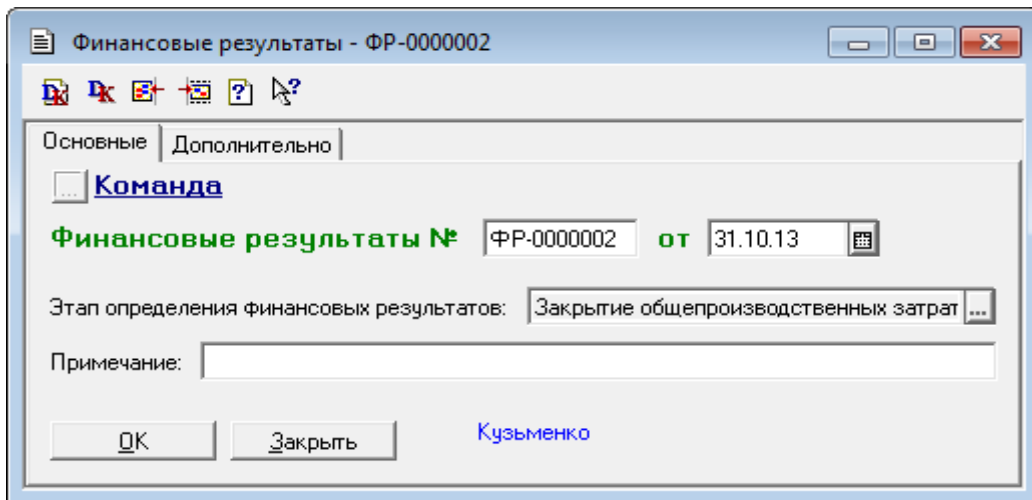 Финансовые результаты - ФР-0000002
Основные Дополнительно
... Команда
Финансовые результаты № ФР-0000002 от 31.10.13
Этап определения финансовых результатов: Закрытие общепроизводственных затрат ...
Примечание:
OK Закрыть Кузьменко